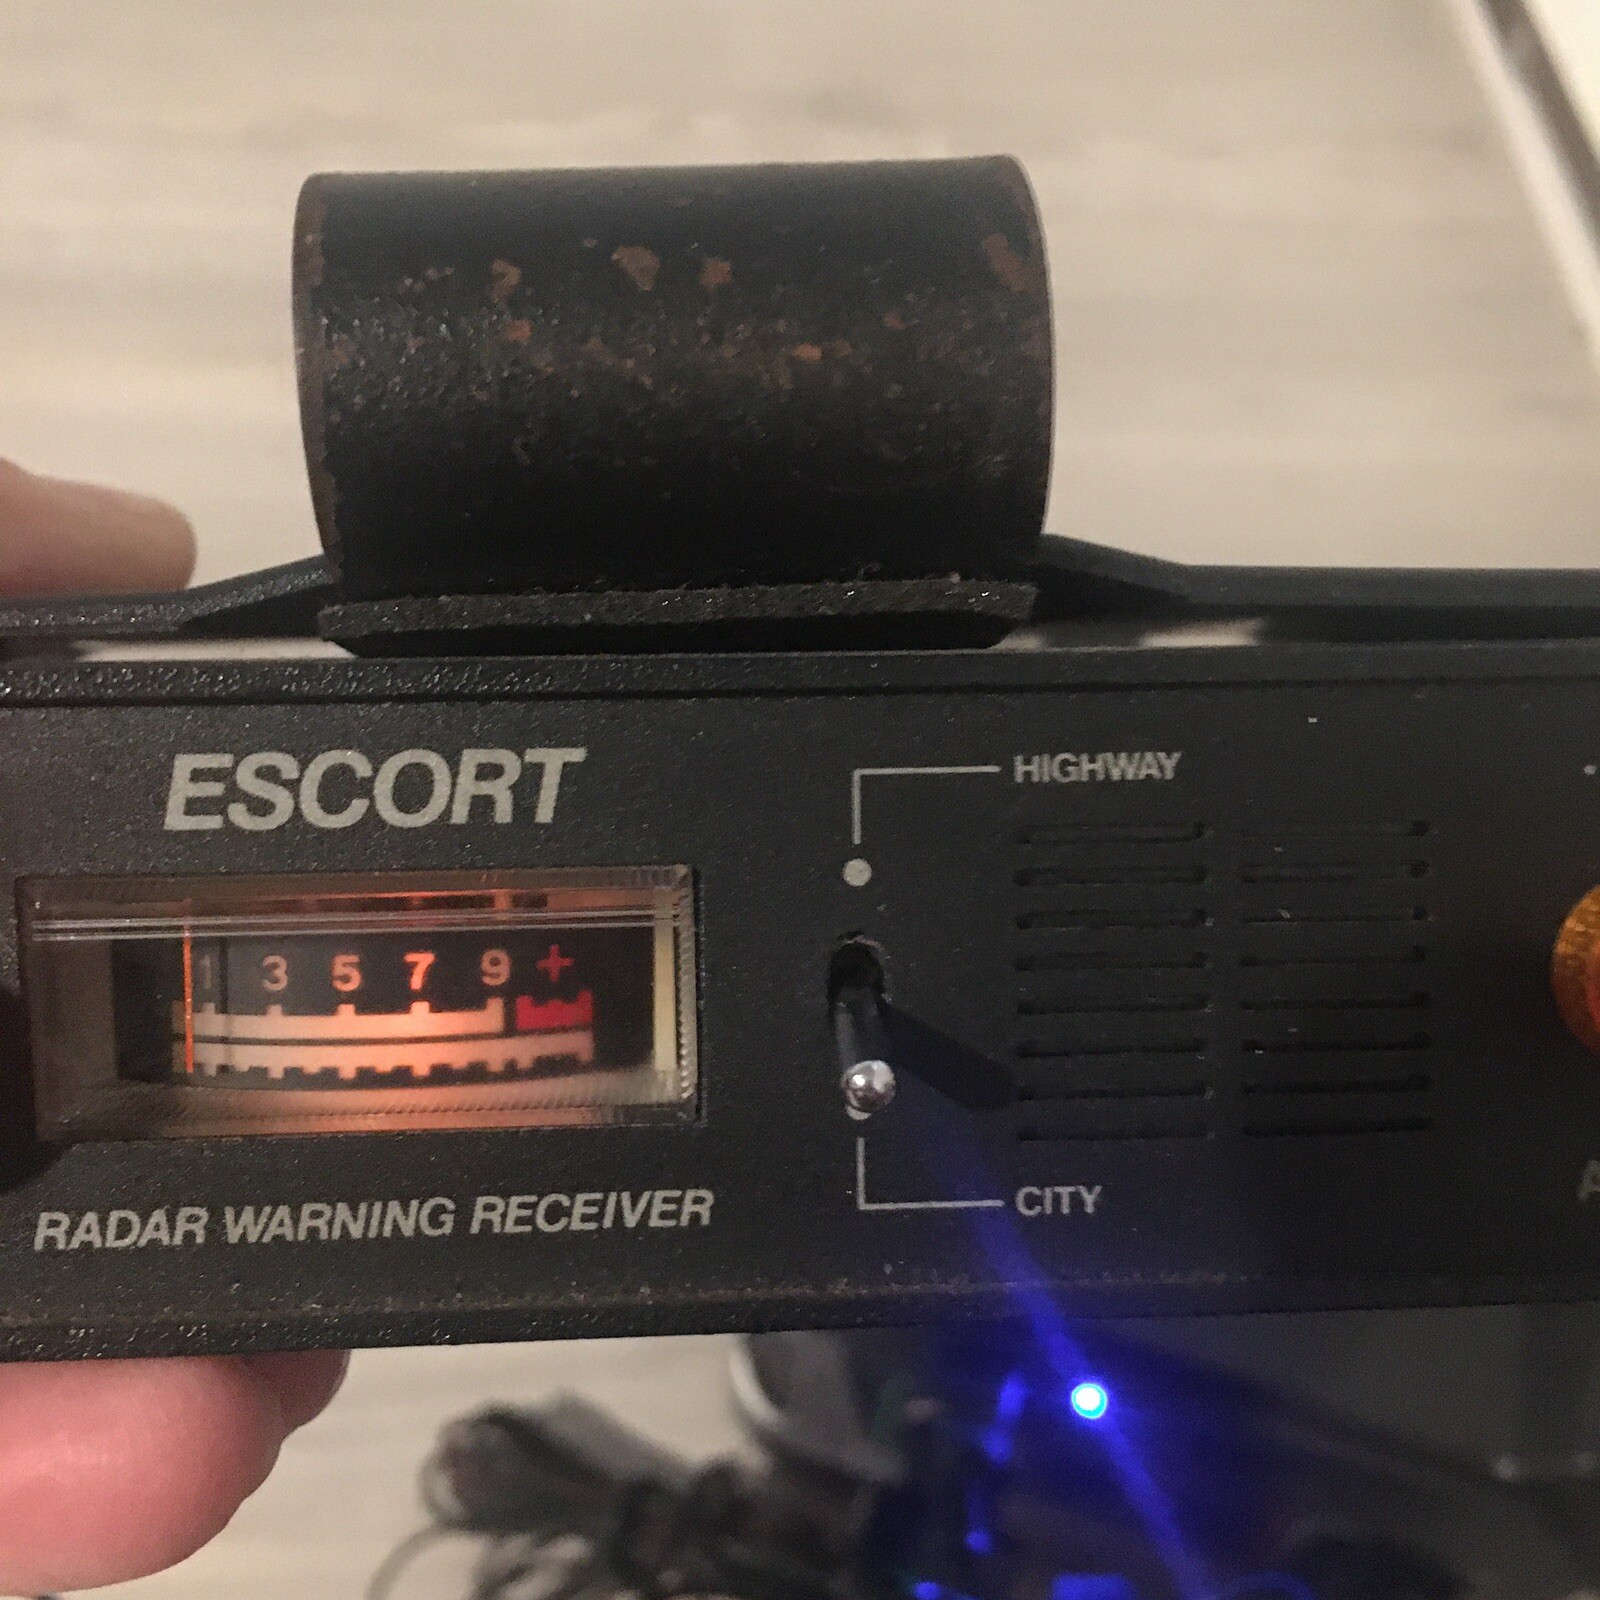 ESCORT
HIGHWAY
1 3 5 7 9 +
CITY
RADAR WARNING RECEIVER